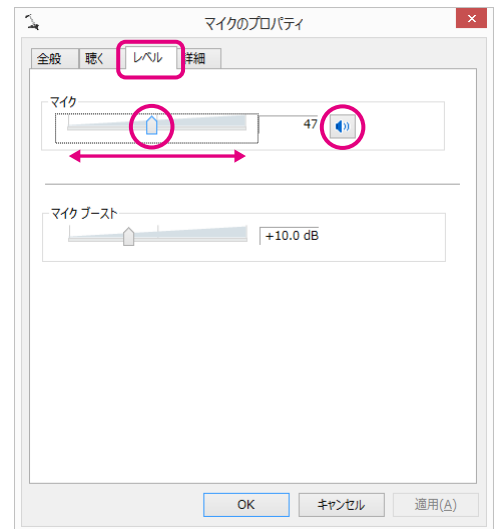 マイクのプロパティ
全般 聴く レベル 詳細
マイク
47
マイク ブースト
+10.0 dB
OK キャンセル 適用(A)